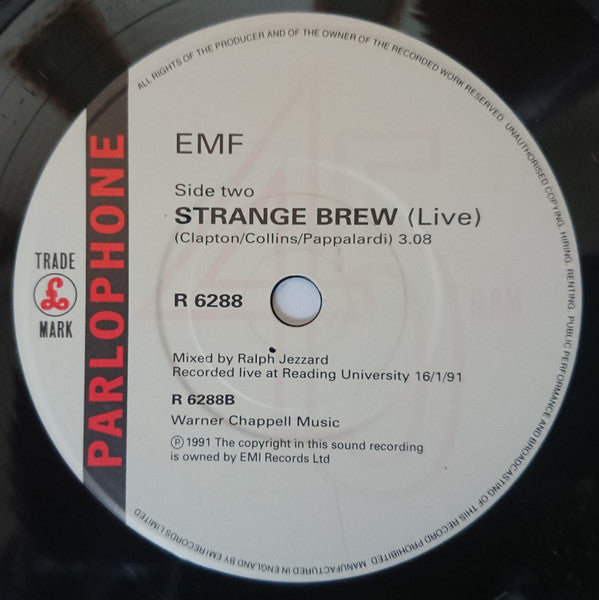 ALL RIGHTS OF THE PRODUCER AND OF THE OWNER OF THE RECORDED WORK RESERVED. UNAUTHORISED COPYING, HIRING, RENTING, PUBLIC PERFORMANCE AND BROADCASTING OF THIS RECORD PROHIBITED. MANUFACTURED IN ENGLAND BY EMI RECORDS LIMITED
PARLOPHONE
TRADE
£
MARK
EMF
Side two
STRANGE BREW (Live)
(Clapton/Collins/Pappalardi) 3.08
R 6288
45
Mixed by Ralph Jezzard
Recorded live at Reading University 16/1/91
R 6288B
Warner Chappell Music
℗ 1991 The copyright in this sound recording
is owned by EMI Records Ltd